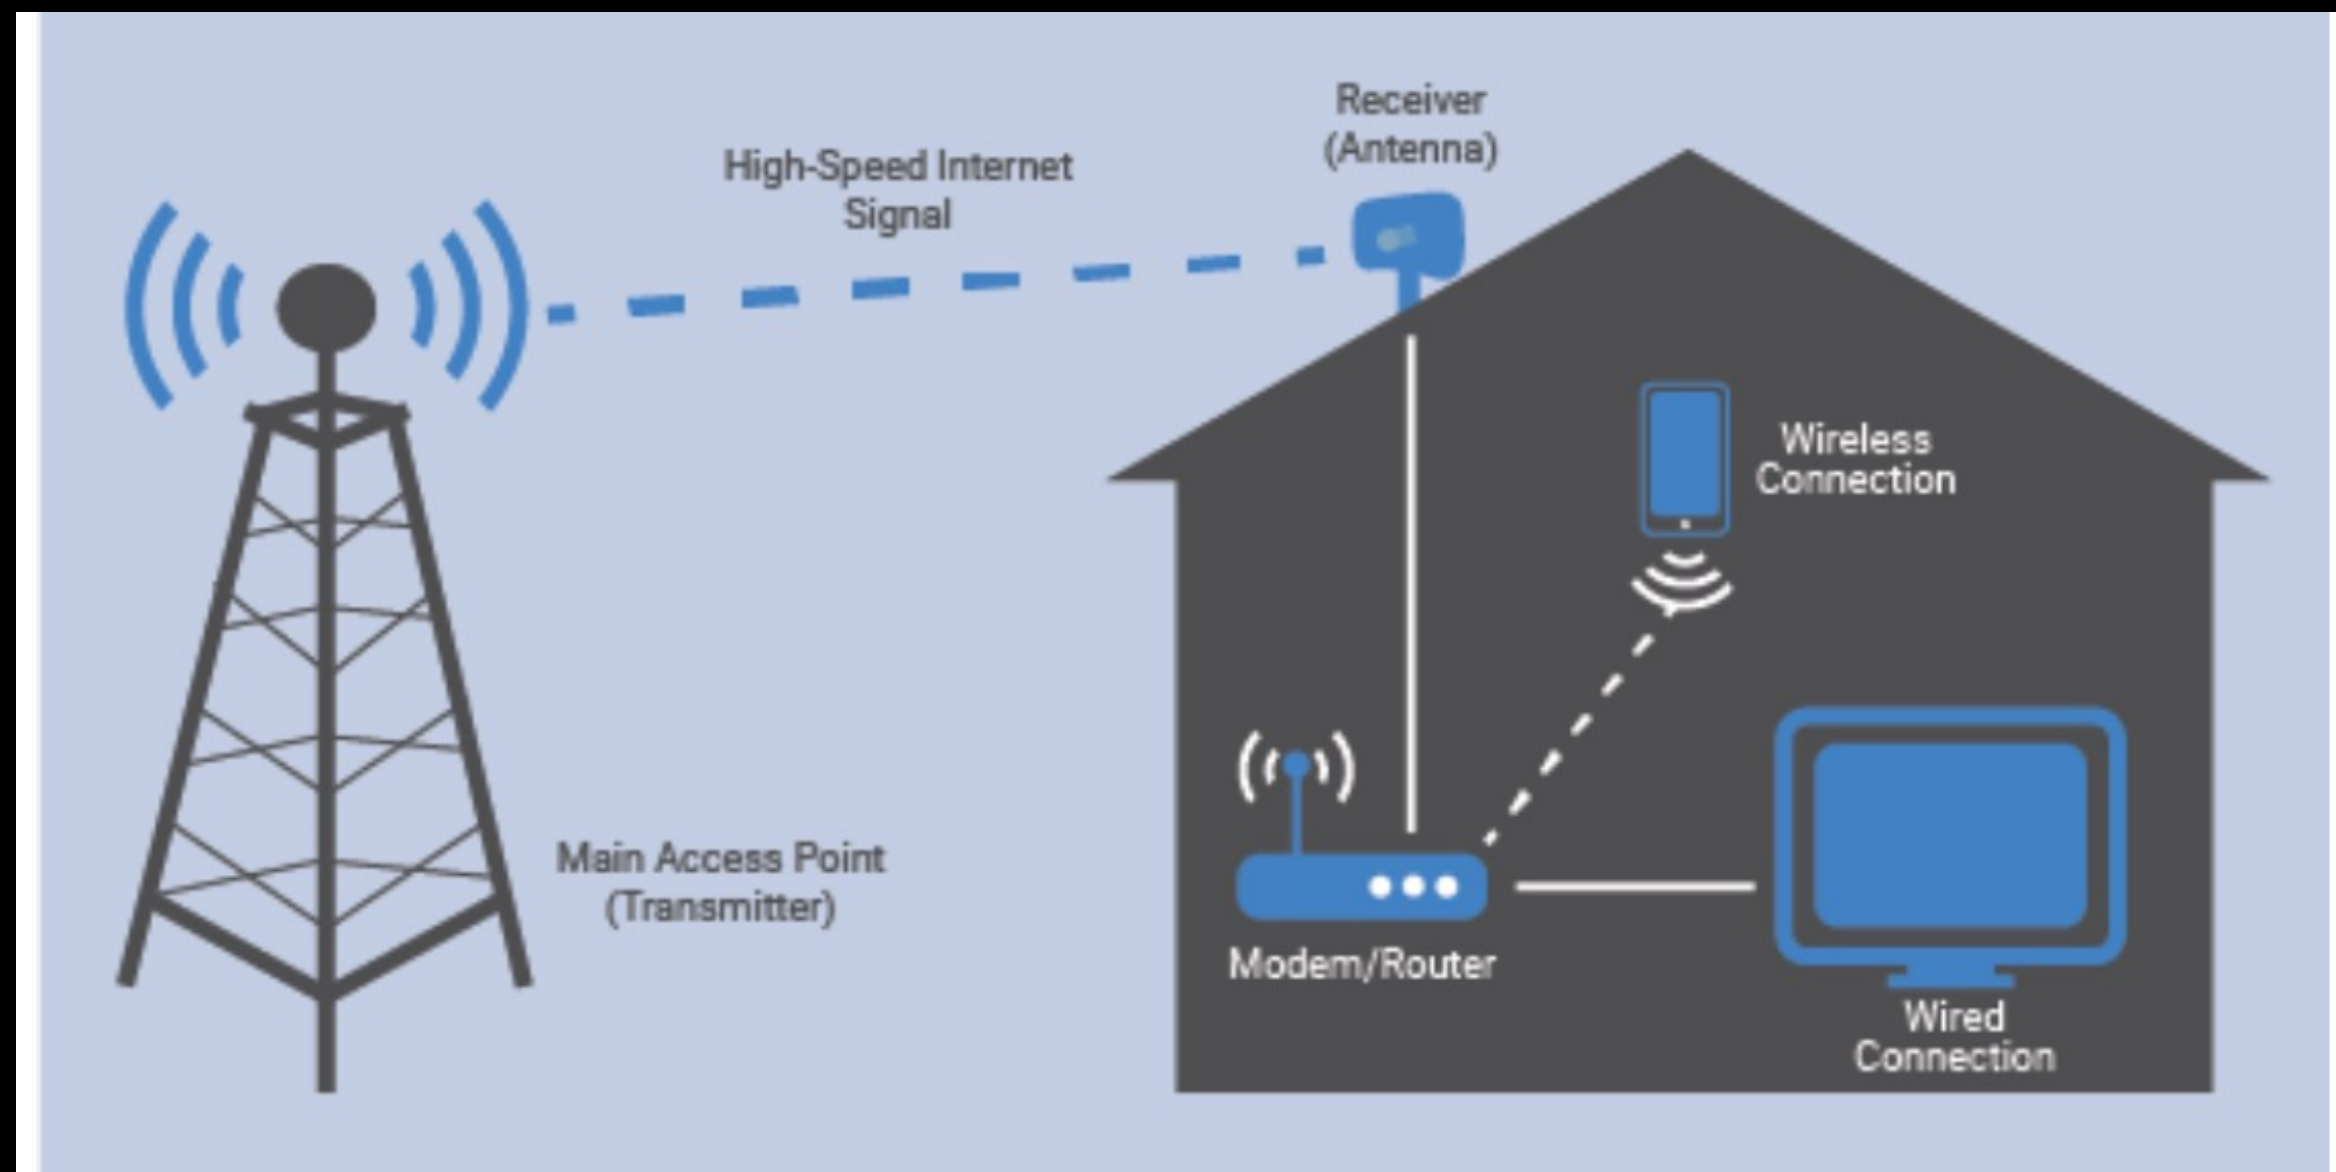 Receiver
(Antenna)
High-Speed Internet
Signal
Wireless
Connection
Main Access Point
(Transmitter)
Modem/Router
Wired
Connection